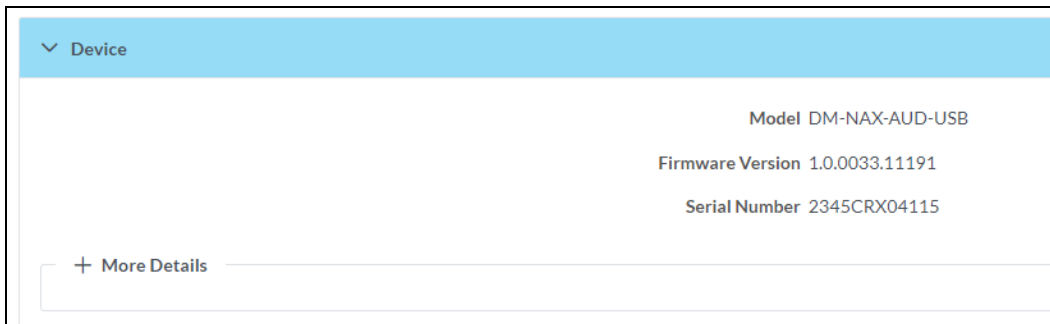 Device
Model DM-NAX-AUD-USB
Firmware Version 1.0.0033.11191
Serial Number 2345CRX04115
More Details